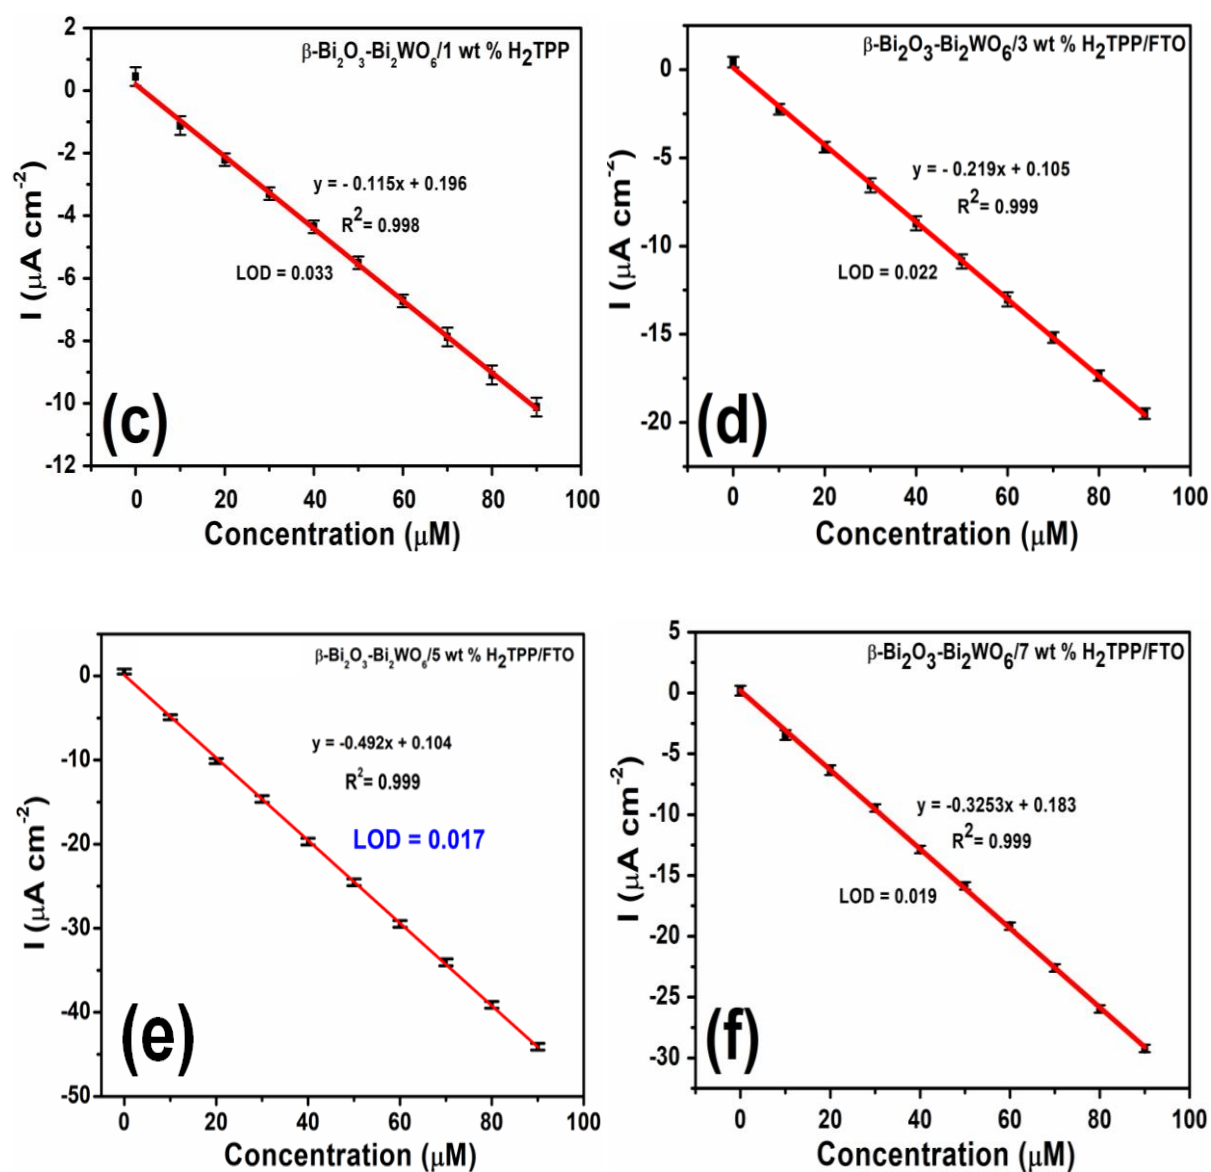 β-Bi₂O₃-Bi₂WO₆/1 wt % H₂TPP
2
0
-2
-4
-6
-8
-10
-12
I (μA cm⁻²)
y = - 0.115x + 0.196
R² = 0.998
LOD = 0.033
(c)
0 20 40 60 80 100
Concentration (μM)
β-Bi₂O₃-Bi₂WO₆/3 wt % H₂TPP/FTO
0
-5
-10
-15
-20
I (μA cm⁻²)
y = - 0.219x + 0.105
R² = 0.999
LOD = 0.022
(d)
0 20 40 60 80 100
Concentration (μM)
β-Bi₂O₃-Bi₂WO₆/5 wt % H₂TPP/FTO
0
-10
-20
-30
-40
-50
I (μA cm⁻²)
y = -0.492x + 0.104
R² = 0.999
LOD = 0.017
(e)
0 20 40 60 80 100
Concentration (μM)
β-Bi₂O₃-Bi₂WO₆/7 wt % H₂TPP/FTO
5
0
-5
-10
-15
-20
-25
-30
I (μA cm⁻²)
y = -0.3253x + 0.183
R² = 0.999
LOD = 0.019
(f)
0 20 40 60 80 100
Concentration (μM)